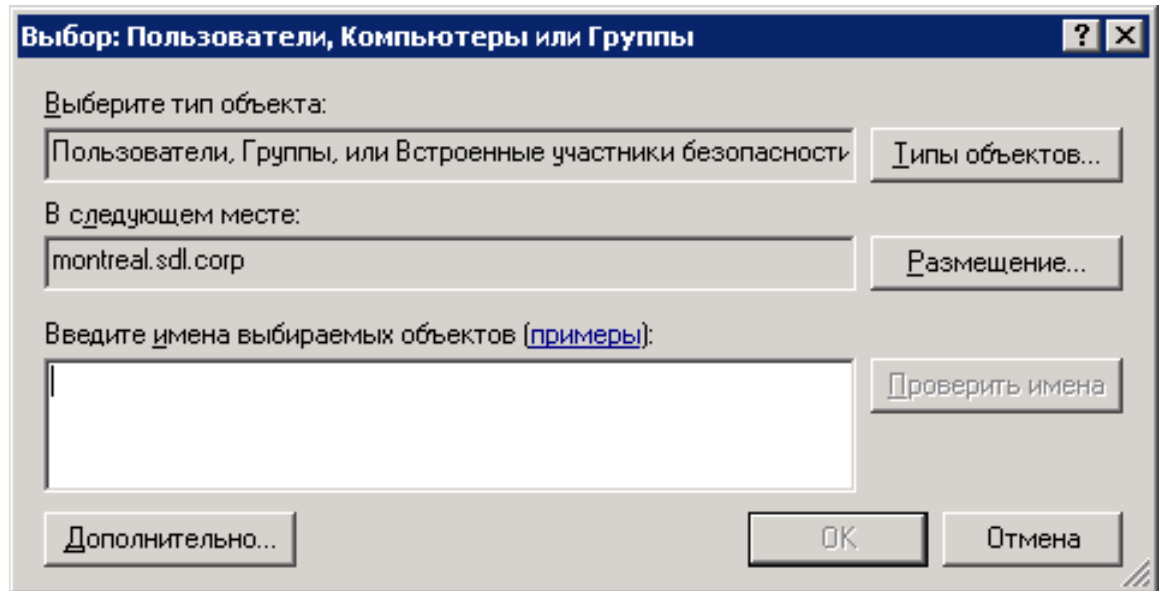 Выбор: Пользователи, Компьютеры или Группы
Выберите тип объекта:
Пользователи, Группы, или Встроенные участники безопасности
Типы объектов...
В следующем месте:
montreal.sdl.corp
Размещение...
Введите имена выбираемых объектов (примеры):
Проверить имена
Дополнительно...
OK
Отмена